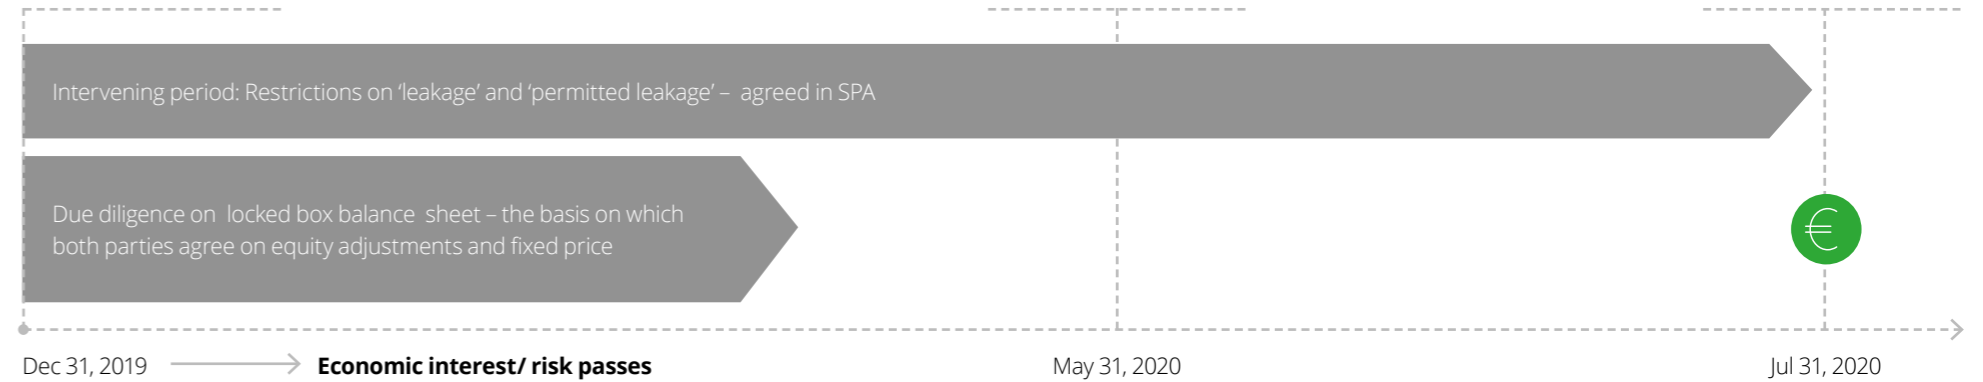 Intervening period: Restrictions on ‘leakage’ and ‘permitted leakage’ – agreed in SPA
Due diligence on locked box balance sheet – the basis on which
both parties agree on equity adjustments and fixed price
€
Dec 31, 2019 Economic interest/ risk passes May 31, 2020 Jul 31, 2020